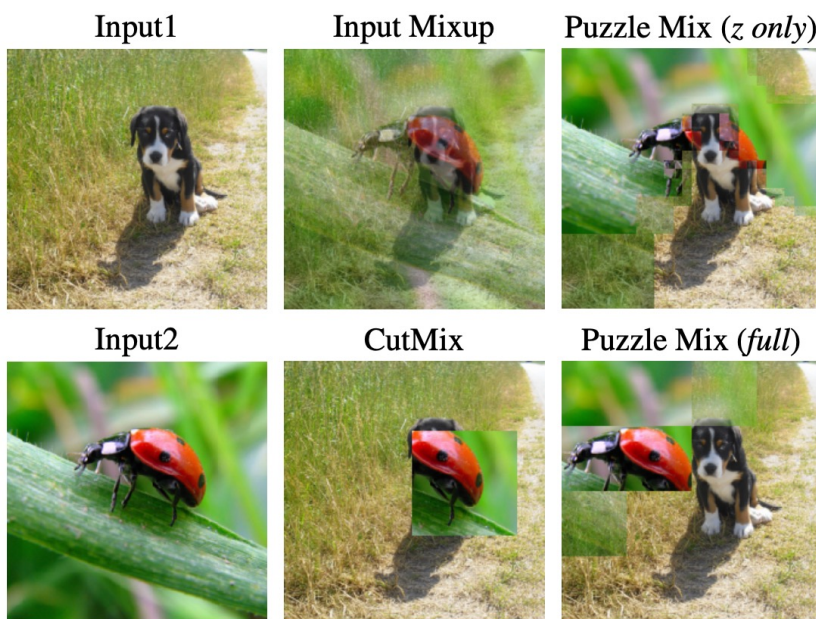 Input1
Input Mixup
Puzzle Mix (z only)
Input2
CutMix
Puzzle Mix (full)